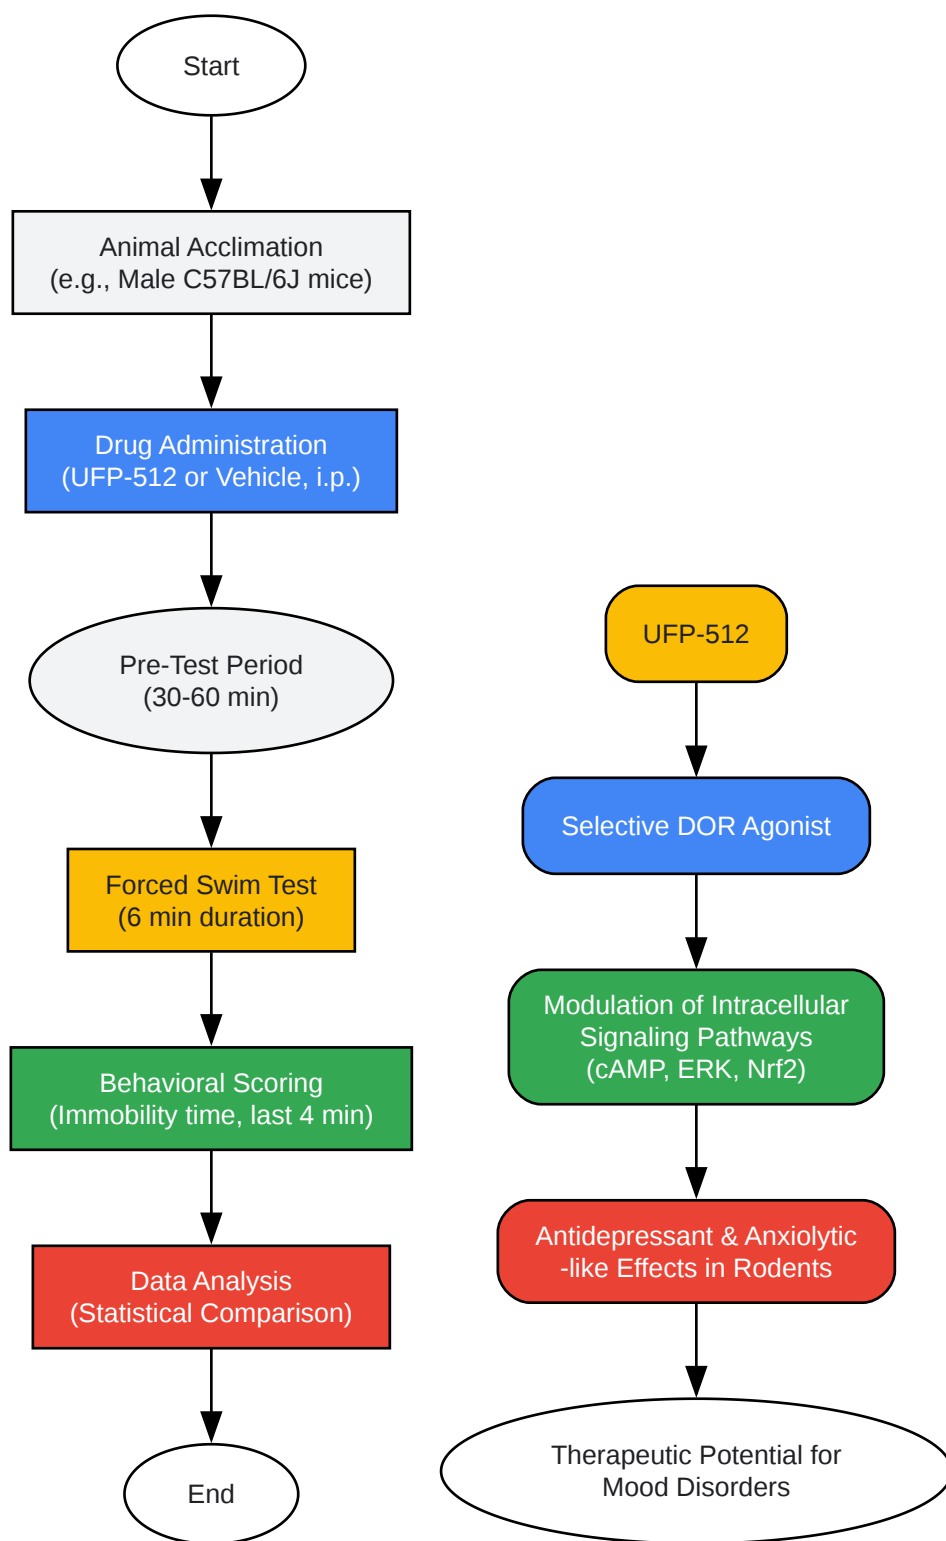 Start
Animal Acclimation
(e.g., Male C57BL/6J mice)
Drug Administration
(UFP-512 or Vehicle, i.p.)
Pre-Test Period
(30-60 min)
Forced Swim Test
(6 min duration)
Behavioral Scoring
(Immobility time, last 4 min)
Data Analysis
(Statistical Comparison)
End
UFP-512
Selective DOR Agonist
Modulation of Intracellular
Signaling Pathways
(cAMP, ERK, Nrf2)
Antidepressant & Anxiolytic
-like Effects in Rodents
Therapeutic Potential for
Mood Disorders